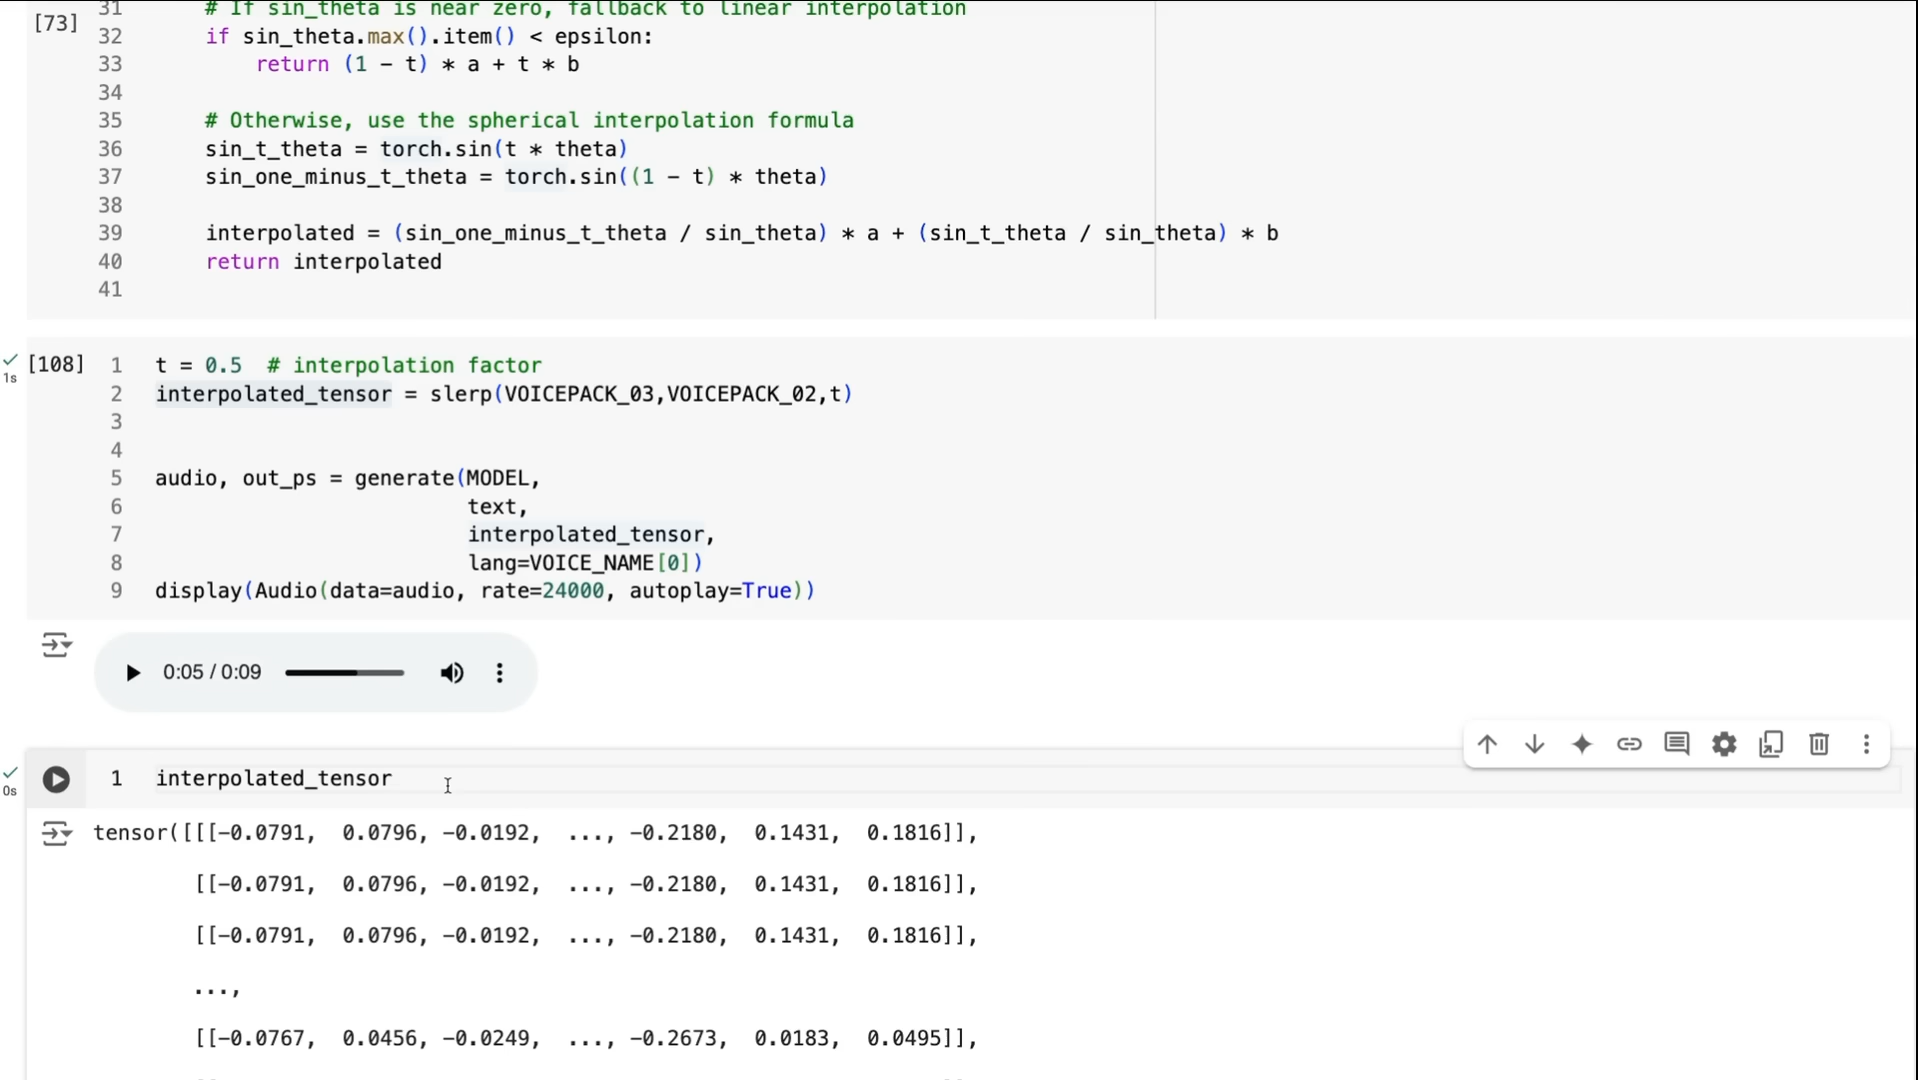 31 # If sin_theta is near zero, fallback to linear interpolation
[73] 32 if sin_theta.max().item() < epsilon:
33 return (1 - t) * a + t * b
34
35 # Otherwise, use the spherical interpolation formula
36 sin_t_theta = torch.sin(t * theta)
37 sin_one_minus_t_theta = torch.sin((1 - t) * theta)
38
39 interpolated = (sin_one_minus_t_theta / sin_theta) * a + (sin_t_theta / sin_theta) * b
40 return interpolated
41
[108] 1 t = 0.5 # interpolation factor
1s
2 interpolated_tensor = slerp(VOICEPACK_03,VOICEPACK_02,t)
3
4
5 audio, out_ps = generate(MODEL,
6 text,
7 interpolated_tensor,
8 lang=VOICE_NAME[0])
9 display(Audio(data=audio, rate=24000, autoplay=True))
0:05 / 0:09
1 interpolated_tensor
0s
tensor([[[-0.0791, 0.0796, -0.0192, ..., -0.2180, 0.1431, 0.1816]],
[[-0.0791, 0.0796, -0.0192, ..., -0.2180, 0.1431, 0.1816]],
[[-0.0791, 0.0796, -0.0192, ..., -0.2180, 0.1431, 0.1816]],
...,
[[-0.0767, 0.0456, -0.0249, ..., -0.2673, 0.0183, 0.0495]],